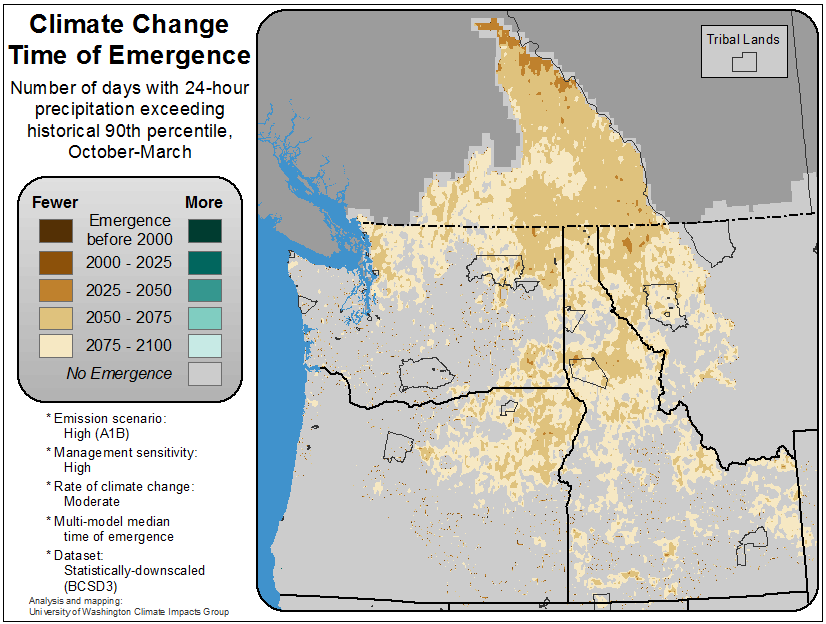 Climate Change
Time of Emergence
Number of days with 24-hour
precipitation exceeding
historical 90th percentile,
October-March
Fewer More
Emergence
before 2000
2000 - 2025
2025 - 2050
2050 - 2075
2075 - 2100
No Emergence
* Emission scenario:
High (A1B)
* Management sensitivity:
High
* Rate of climate change:
Moderate
* Multi-model median
time of emergence
* Dataset:
Statistically-downscaled
(BCSD3)
Analysis and mapping:
University of Washington Climate Impacts Group
Tribal Lands